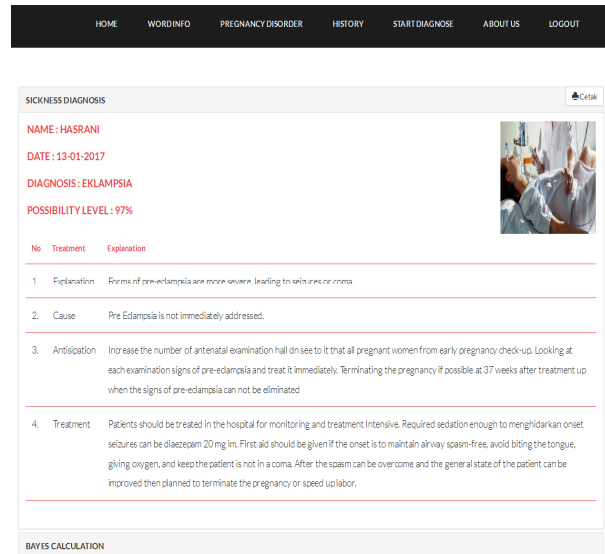 HOME WORD INFO PREGNANCY DISORDER HISTORY START DIAGNOSE ABOUT US LOGOUT
SICKNESS DIAGNOSIS Cetak
NAME : HASRANI
DATE : 13-01-2017
DIAGNOSIS : EKLAMPSIA
POSSIBILITY LEVEL : 97%
No Treatment Explanation
1 Explanation Forms of pre-eclampsia are more severe, leading to seizures or coma
2. Cause Pre Eclampsia is not immediately addressed.
3. Antisipation Increase the number of antenatal examination hall dn see to it that all pregnant women from early pregnancy check-up. Looking at
each examination signs of pre-eclampsia and treat it immediately. Terminating the pregnancy if possible at 37 weeks after treatment up
when the signs of pre-eclampsia can not be eliminated
4. Treatment Patients should be treated in the hospital for monitoring and treatment Intensive. Required sedation enough to menghidarkan onset
seizures can be diaezepam 20 mg im. First aid should be given if the onset is to maintain airway spasm-free, avoid biting the tongue,
giving oxygen, and keep the patient is not in a coma. After the spasm can be overcome and the general state of the patient can be
improved then planned to terminate the pregnancy or speed up labor.
BAYES CALCULATION